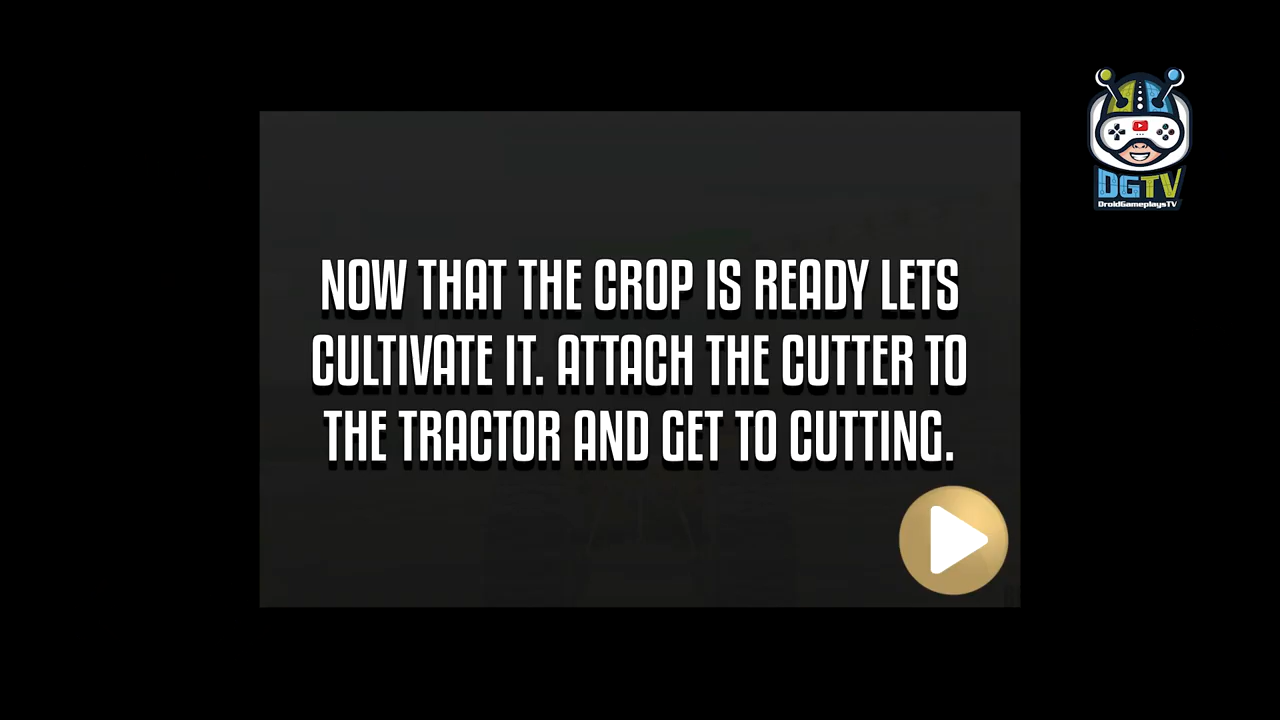 DGTV
DroidGameplaysTV
NOW THAT THE CROP IS READY LETS
CULTIVATE IT. ATTACH THE CUTTER TO
THE TRACTOR AND GET TO CUTTING.